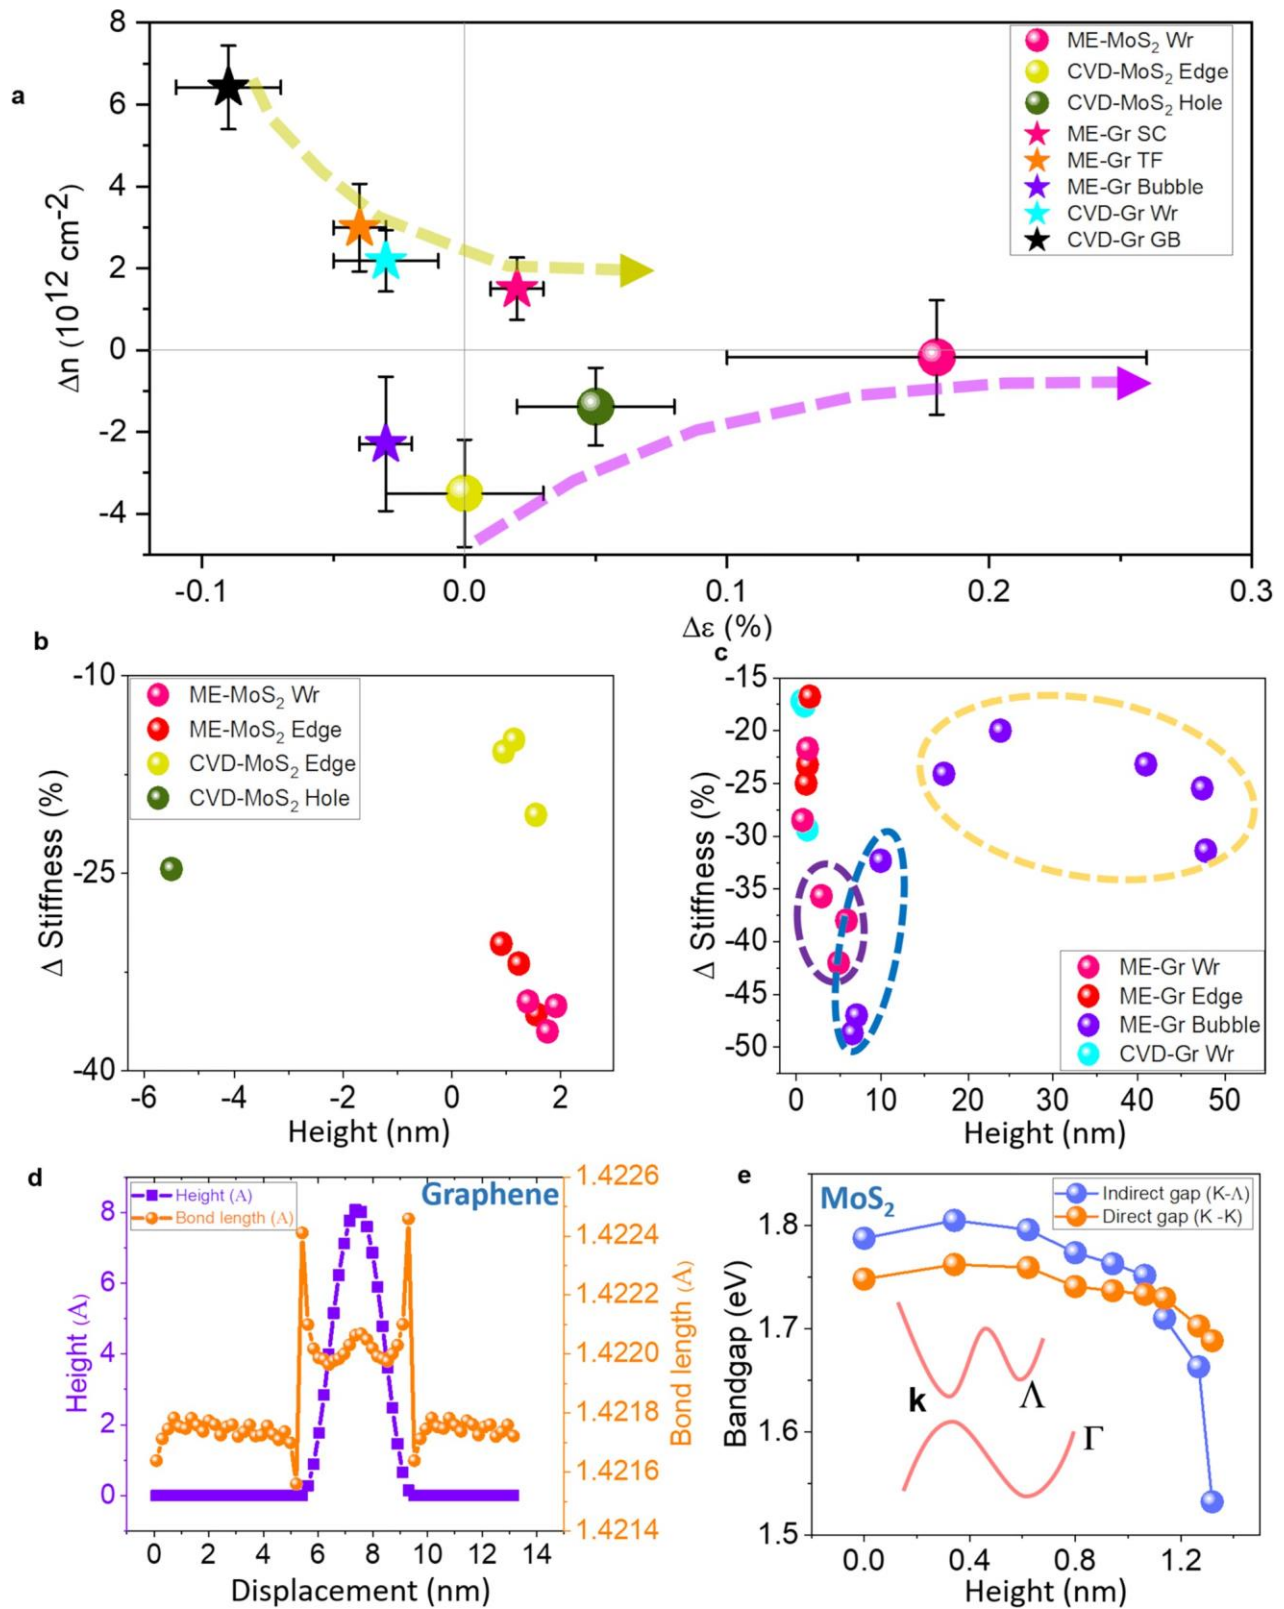 a
8
6
4
2
0
-2
-4
Δn (10¹² cm⁻²)
-0.1
0.0
0.1
0.2
0.3
Δε (%)
ME-MoS₂ Wr
CVD-MoS₂ Edge
CVD-MoS₂ Hole
ME-Gr SC
ME-Gr TF
ME-Gr Bubble
CVD-Gr Wr
CVD-Gr GB
b
-10
-25
-40
Δ Stiffness (%)
-6
-4
-2
0
2
Height (nm)
ME-MoS₂ Wr
ME-MoS₂ Edge
CVD-MoS₂ Edge
CVD-MoS₂ Hole
c
-15
-20
-25
-30
-35
-40
-45
-50
Δ Stiffness (%)
0
10
20
30
40
50
Height (nm)
ME-Gr Wr
ME-Gr Edge
ME-Gr Bubble
CVD-Gr Wr
d
Height (A)
Bond length (A)
Graphene
8
6
4
2
0
Height (A)
1.4226
1.4224
1.4222
1.4220
1.4218
1.4216
1.4214
Bond length (A)
0
2
4
6
8
10
12
14
Displacement (nm)
e
MoS₂
Indirect gap (K-Λ)
Direct gap (K -K)
1.8
1.7
1.6
1.5
Bandgap (eV)
k
Λ
Γ
0.0
0.4
0.8
1.2
Height (nm)